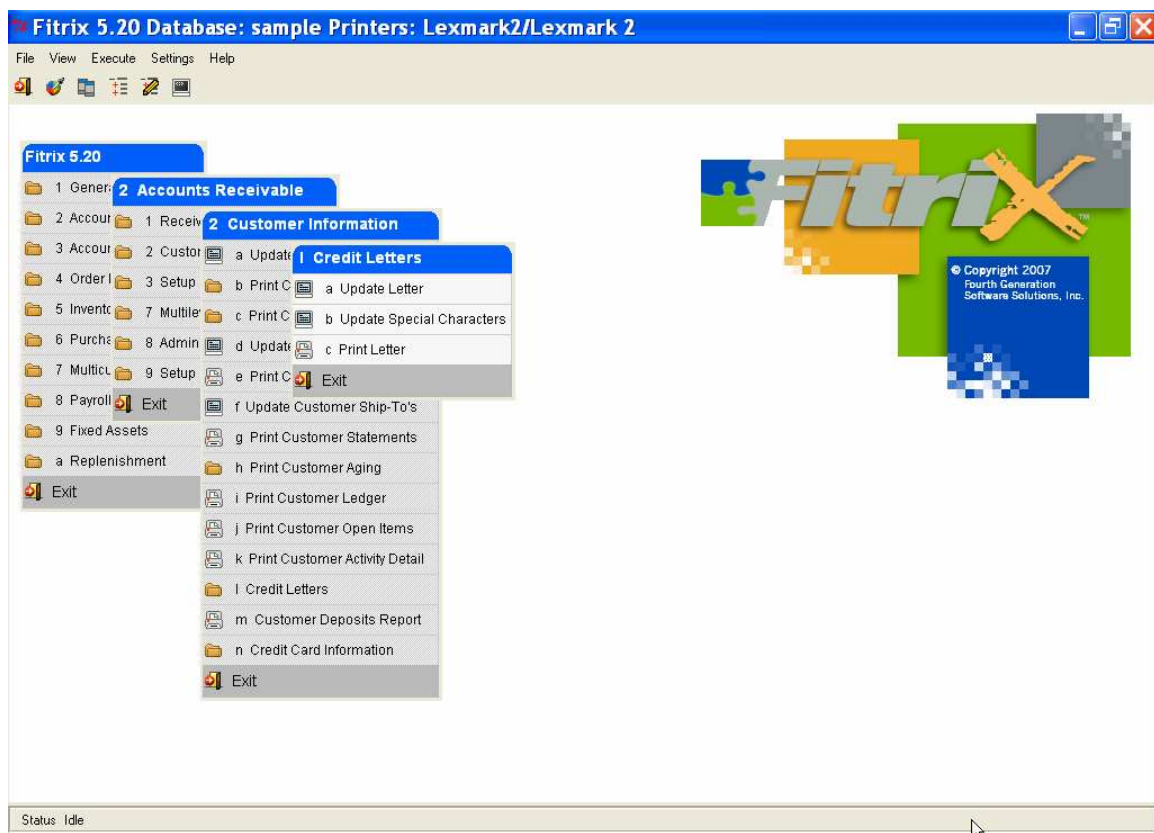 Fitrix 5.20 Database: sample Printers: Lexmark2/Lexmark 2
File View Execute Settings Help
Fitrix 5.20
1 Gener
2 Accour
3 Accour
4 Order
5 Invento
6 Purcha
7 Multicu
8 Payroll
9 Fixed Assets
a Replenishment
Exit
2 Accounts Receivable
1 Receiv
2 Custor
3 Setup
7 Multile
8 Admin
9 Setup
Exit
2 Customer Information
a Update
b Print C
c Print C
d Update
e Print C
f Update Customer Ship-To's
g Print Customer Statements
h Print Customer Aging
i Print Customer Ledger
j Print Customer Open Items
k Print Customer Activity Detail
l Credit Letters
m Customer Deposits Report
n Credit Card Information
Exit
l Credit Letters
a Update Letter
b Update Special Characters
c Print Letter
Exit
Fitrix™
© Copyright 2007
Fourth Generation
Software Solutions, Inc.
Status Idle